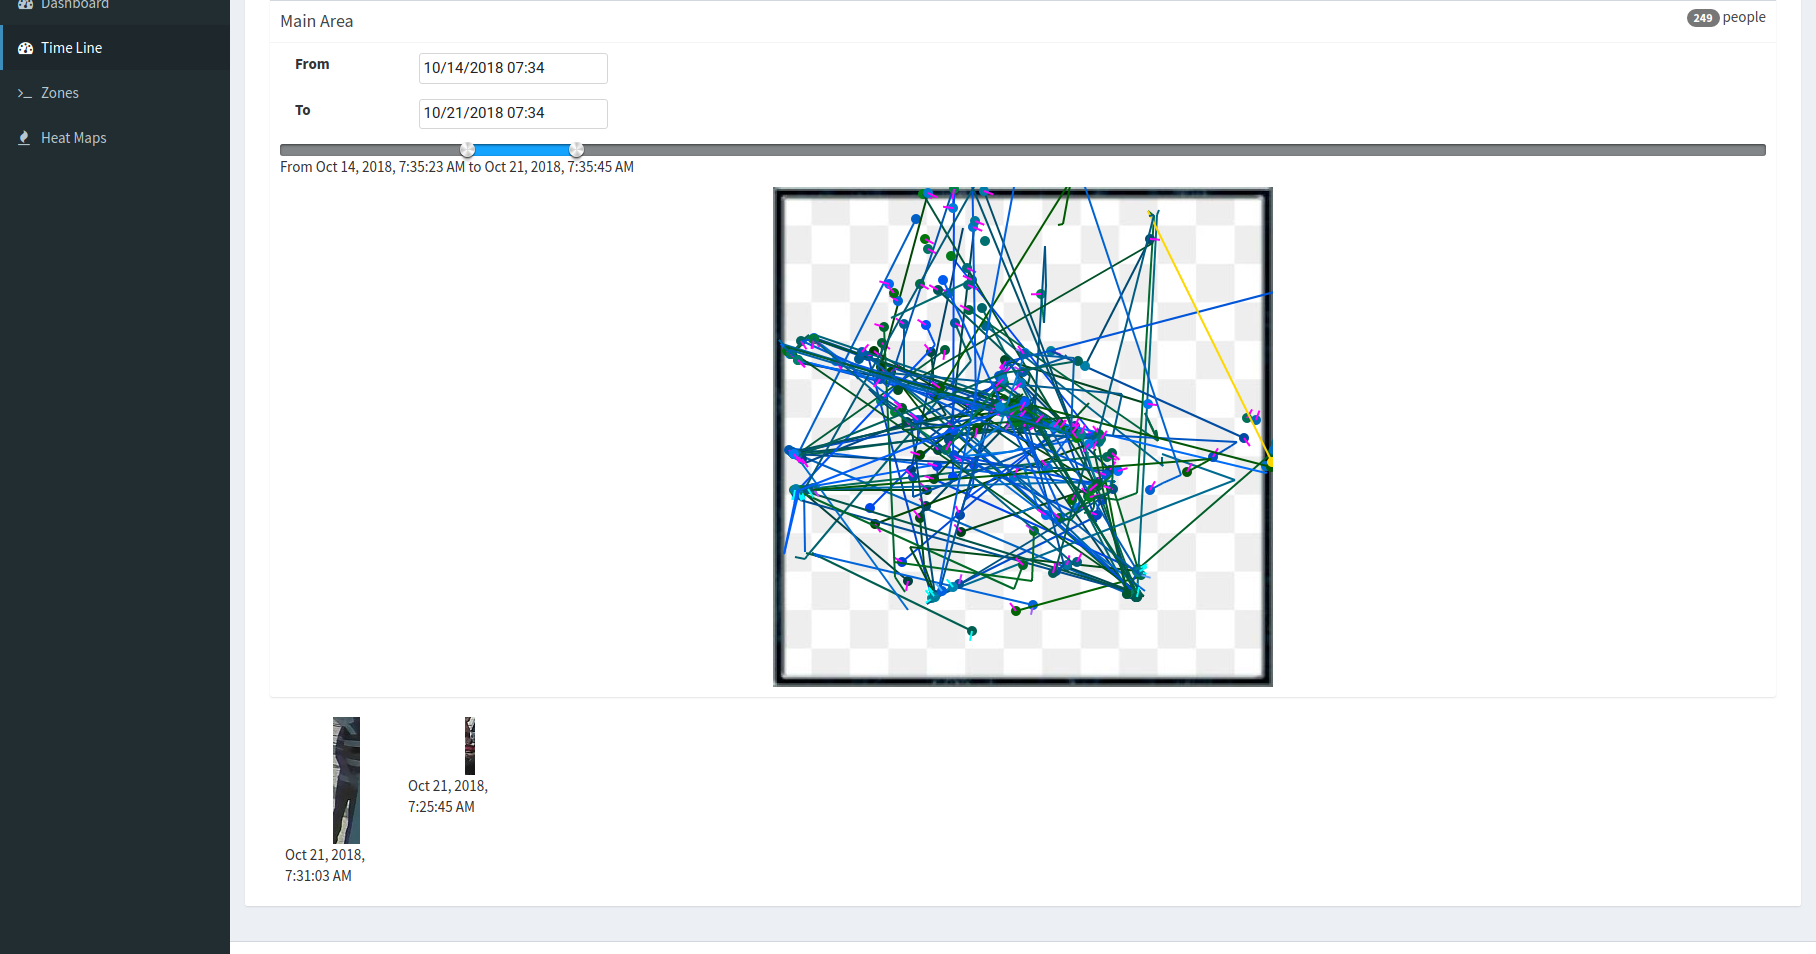 Dashboard
Main Area
249 people
Time Line
From
10/14/2018 07:34
Zones
To
10/21/2018 07:34
Heat Maps
From Oct 14, 2018, 7:35:23 AM to Oct 21, 2018, 7:35:45 AM
Oct 21, 2018,
7:25:45 AM
Oct 21, 2018,
7:31:03 AM